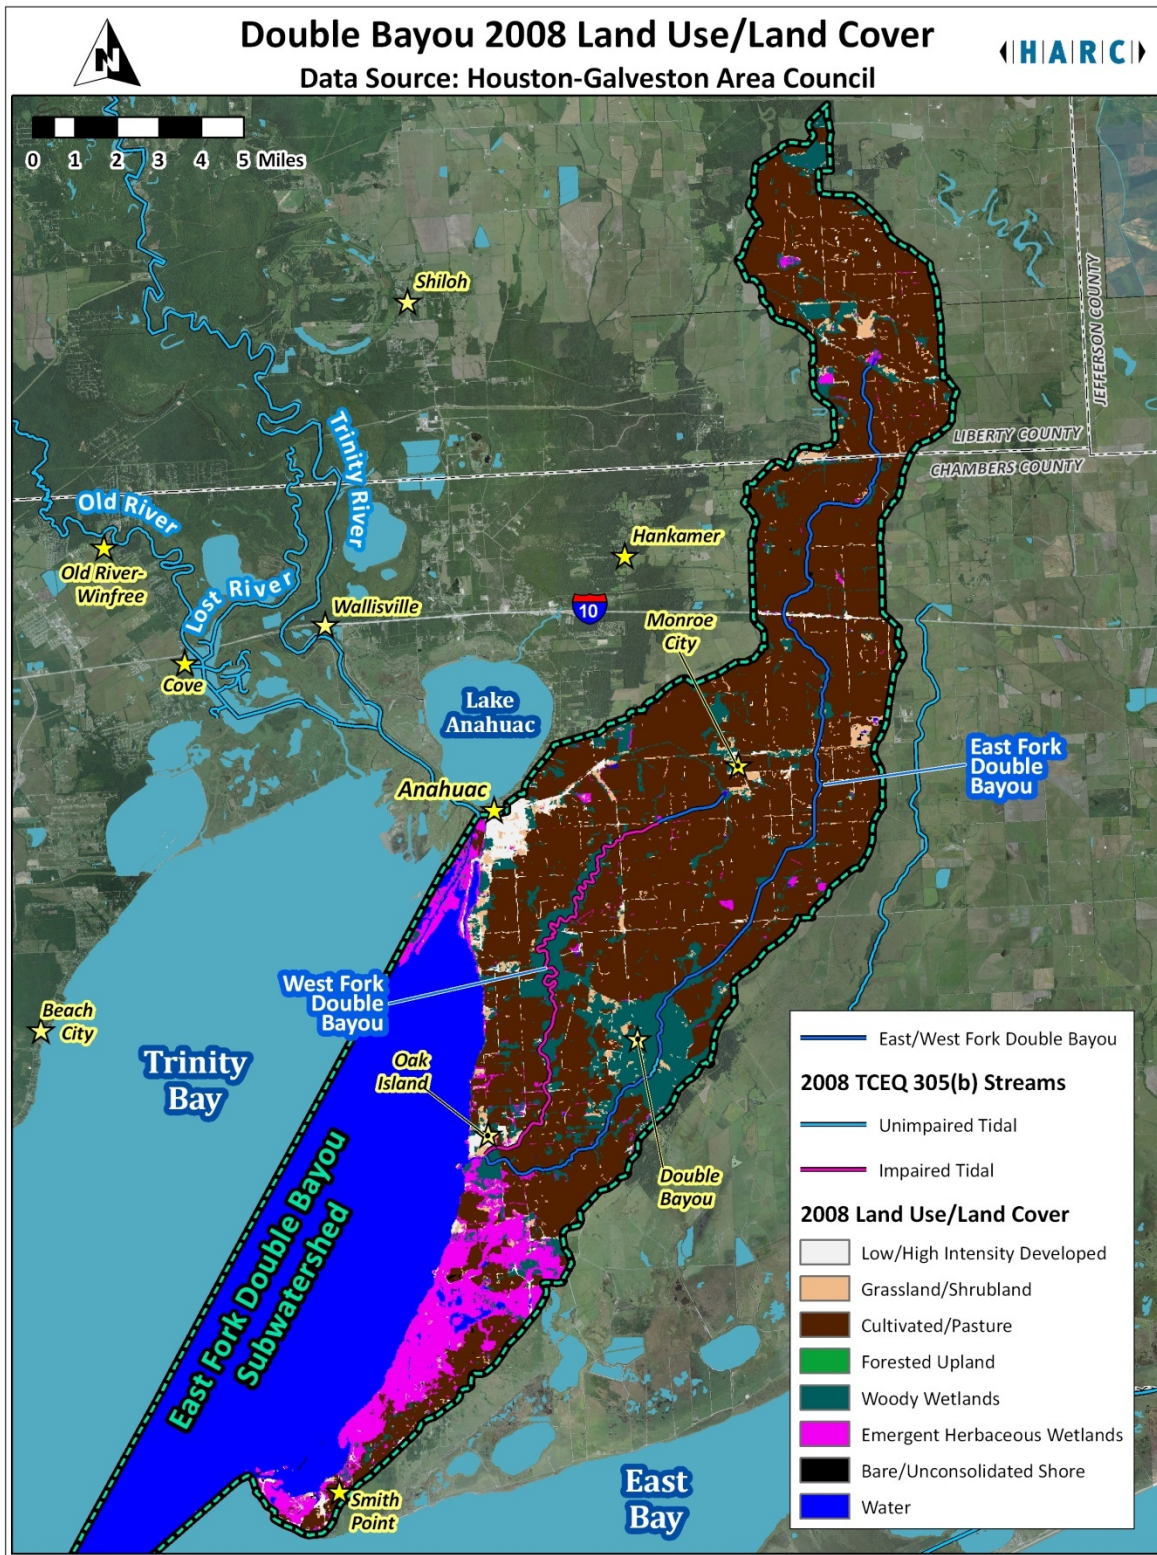 Double Bayou 2008 Land Use/Land Cover
Data Source: Houston-Galveston Area Council
N
HARC
0 1 2 3 4 5 Miles
Shiloh
JEFFERSON COUNTY
LIBERTY COUNTY
CHAMBERS COUNTY
Trinity River
Old River
Old River-
Winfree
Lost River
Hankamer
Wallisville
10
Monroe
City
Cove
Lake
Anahuac
East Fork
Double
Bayou
Anahuac
West Fork
Double
Bayou
Beach
City
Trinity
Bay
Oak
Island
Double
Bayou
East Fork Double Bayou
Subwatershed
Smith
Point
East
Bay
East/West Fork Double Bayou
2008 TCEQ 305(b) Streams
Unimpaired Tidal
Impaired Tidal
2008 Land Use/Land Cover
Low/High Intensity Developed
Grassland/Shrubland
Cultivated/Pasture
Forested Upland
Woody Wetlands
Emergent Herbaceous Wetlands
Bare/Unconsolidated Shore
Water